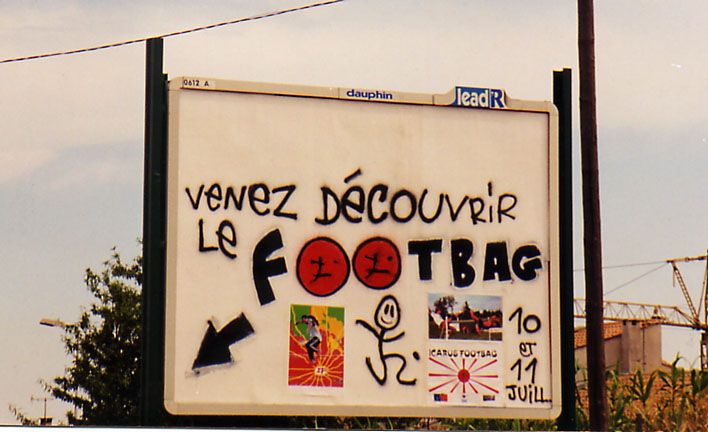 0612 A
dauphin
leadR
VENEZ DÉCOUVRIR
LE FOOTBAG
10
et
11
JUILL.
ICARUS FOOTBAG